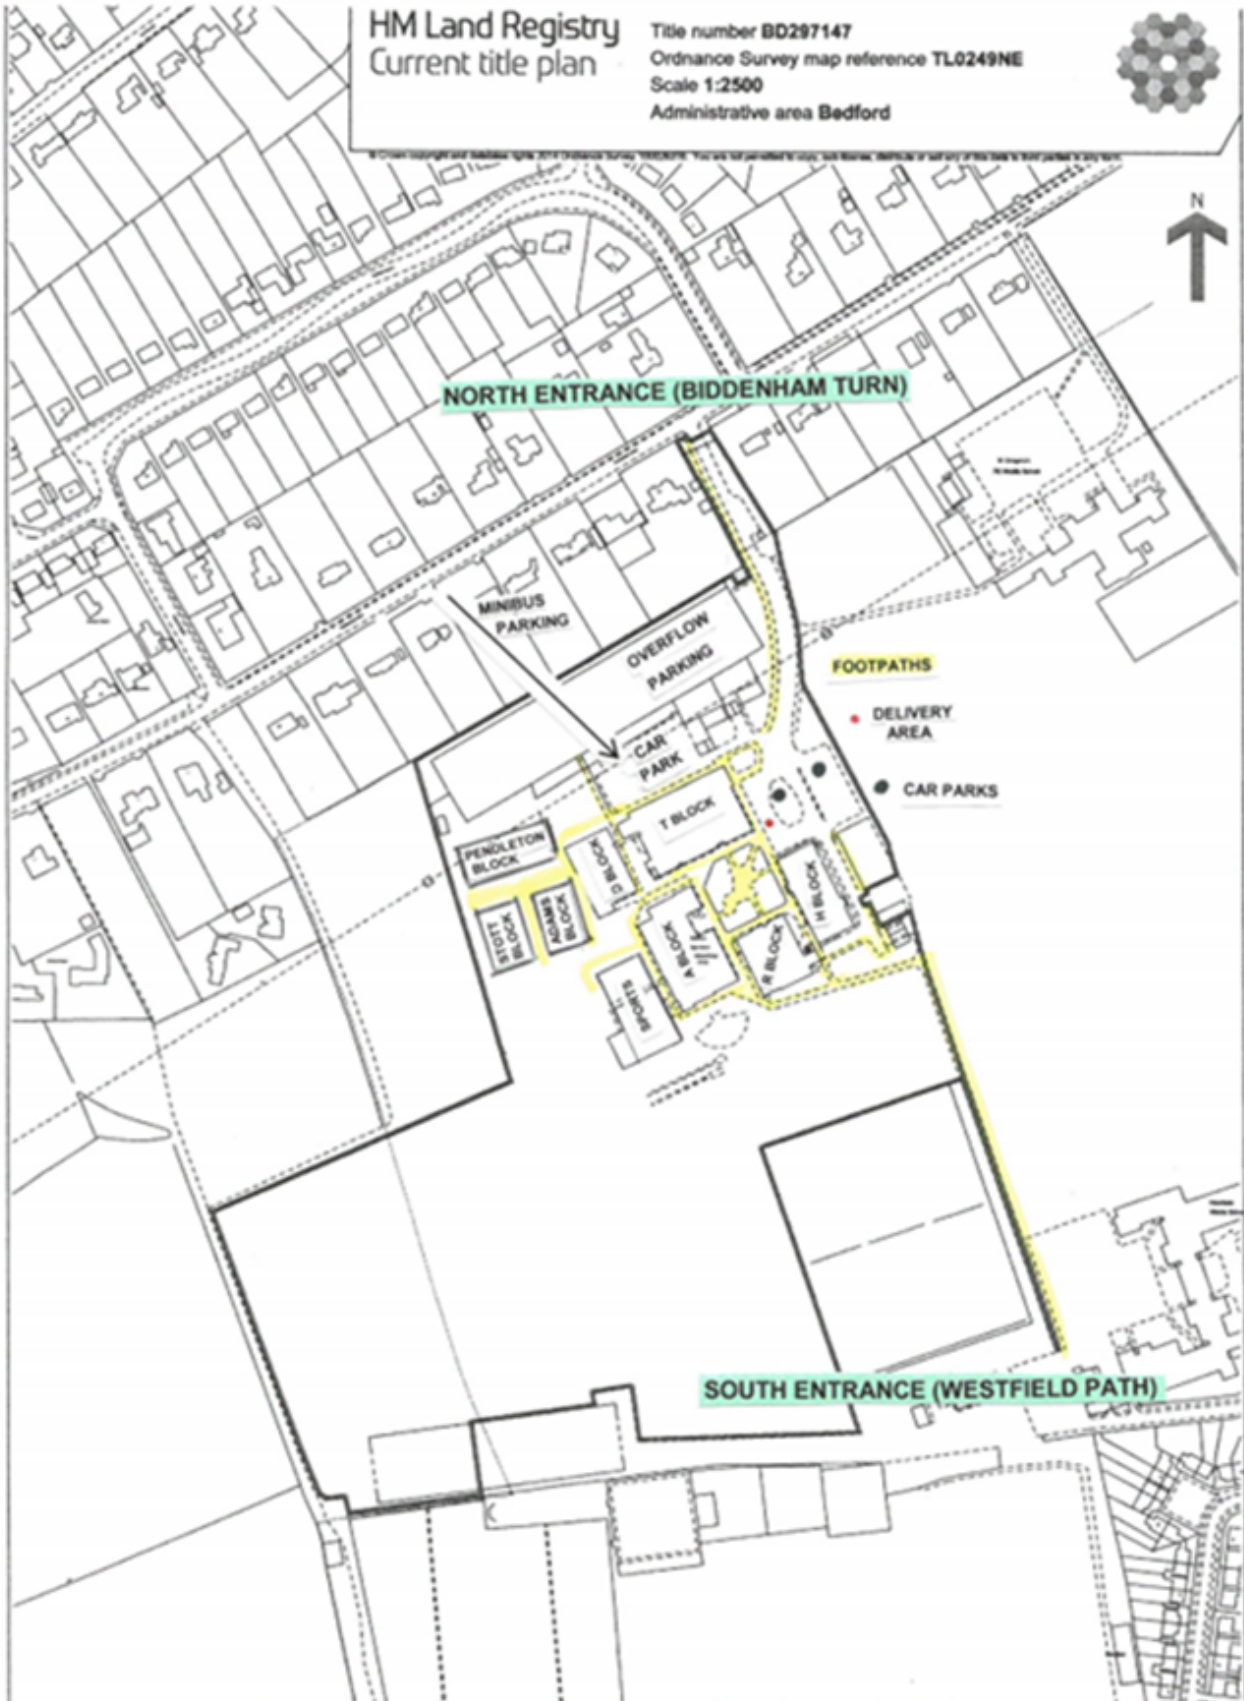 HM Land Registry
Current title plan
Title number BD297147
Ordnance Survey map reference TL0249NE
Scale 1:2500
Administrative area Bedford
N
NORTH ENTRANCE (BIDDENHAM TURN)
MINIBUS
PARKING
OVERFLOW
PARKING
FOOTPATHS
DELIVERY
AREA
CAR
PARK
CAR PARKS
T BLOCK
PENDLETON
BLOCK
G BLOCK
H BLOCK
STOTT
BLOCK
ADAMS
BLOCK
A BLOCK
R BLOCK
SPORTS
SOUTH ENTRANCE (WESTFIELD PATH)